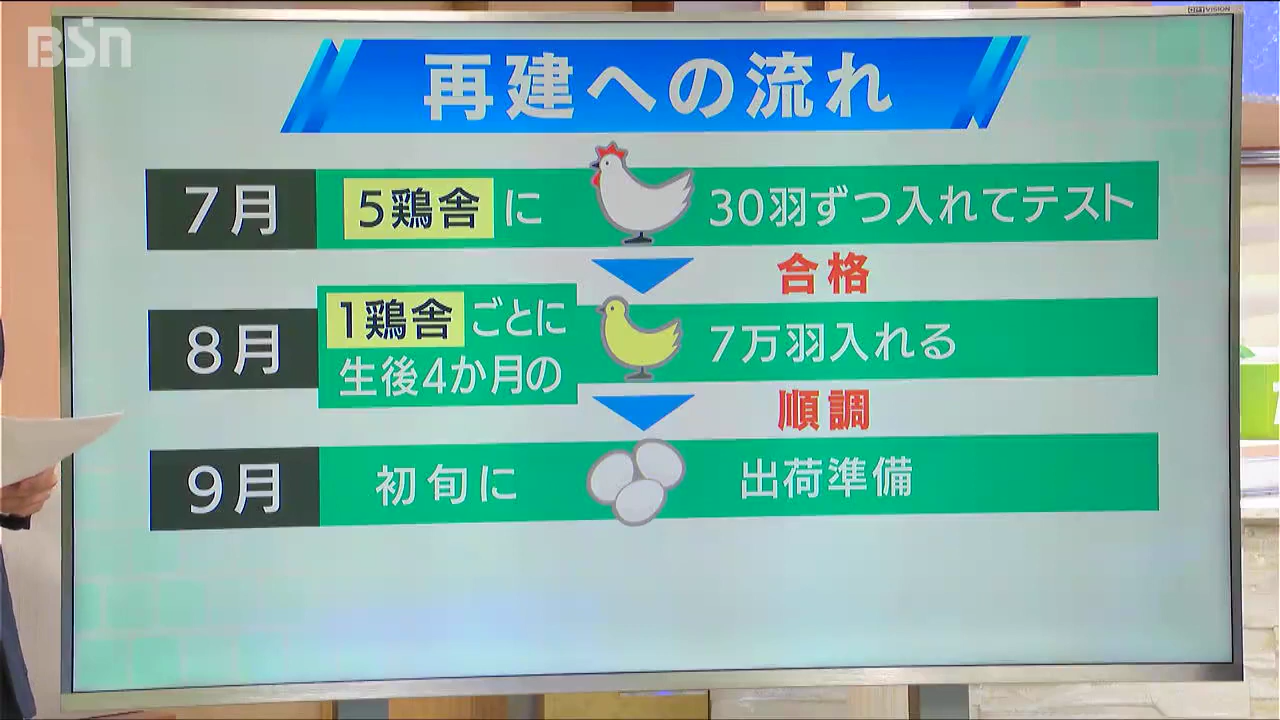 BSN
OPTVISION
再建への流れ
7月 5鶏舎に 30羽ずつ入れてテスト
合格
8月 1鶏舎ごとに 7万羽入れる
生後4か月の
順調
9月 初旬に 出荷準備